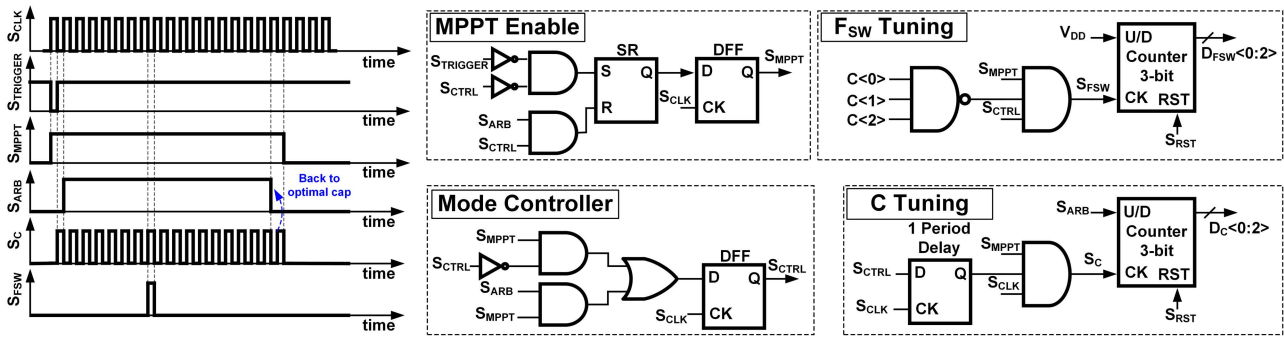 S_CLK
time
S_TRIGGER
time
S_MPPT
time
S_ARB
Back to
optimal cap
time
S_C
time
S_FSW
time
MPPT Enable
S_TRIGGER
S_CTRL
S_ARB
S_CTRL
SR
S Q
R
DFF
D Q
CK
S_CLK
S_MPPT
F_SW Tuning
C<0>
C<1>
C<2>
S_MPPT
S_CTRL
S_FSW
V_DD
U/D
Counter
3-bit
CK RST
D_FSW<0:2>
S_RST
Mode Controller
S_MPPT
S_CTRL
S_ARB
S_MPPT
DFF
D Q
CK
S_CLK
S_CTRL
C Tuning
1 Period
Delay
S_CTRL
D Q
S_CLK
CK
S_MPPT
S_CLK
S_C
S_ARB
U/D
Counter
3-bit
CK RST
D_C<0:2>
S_RST